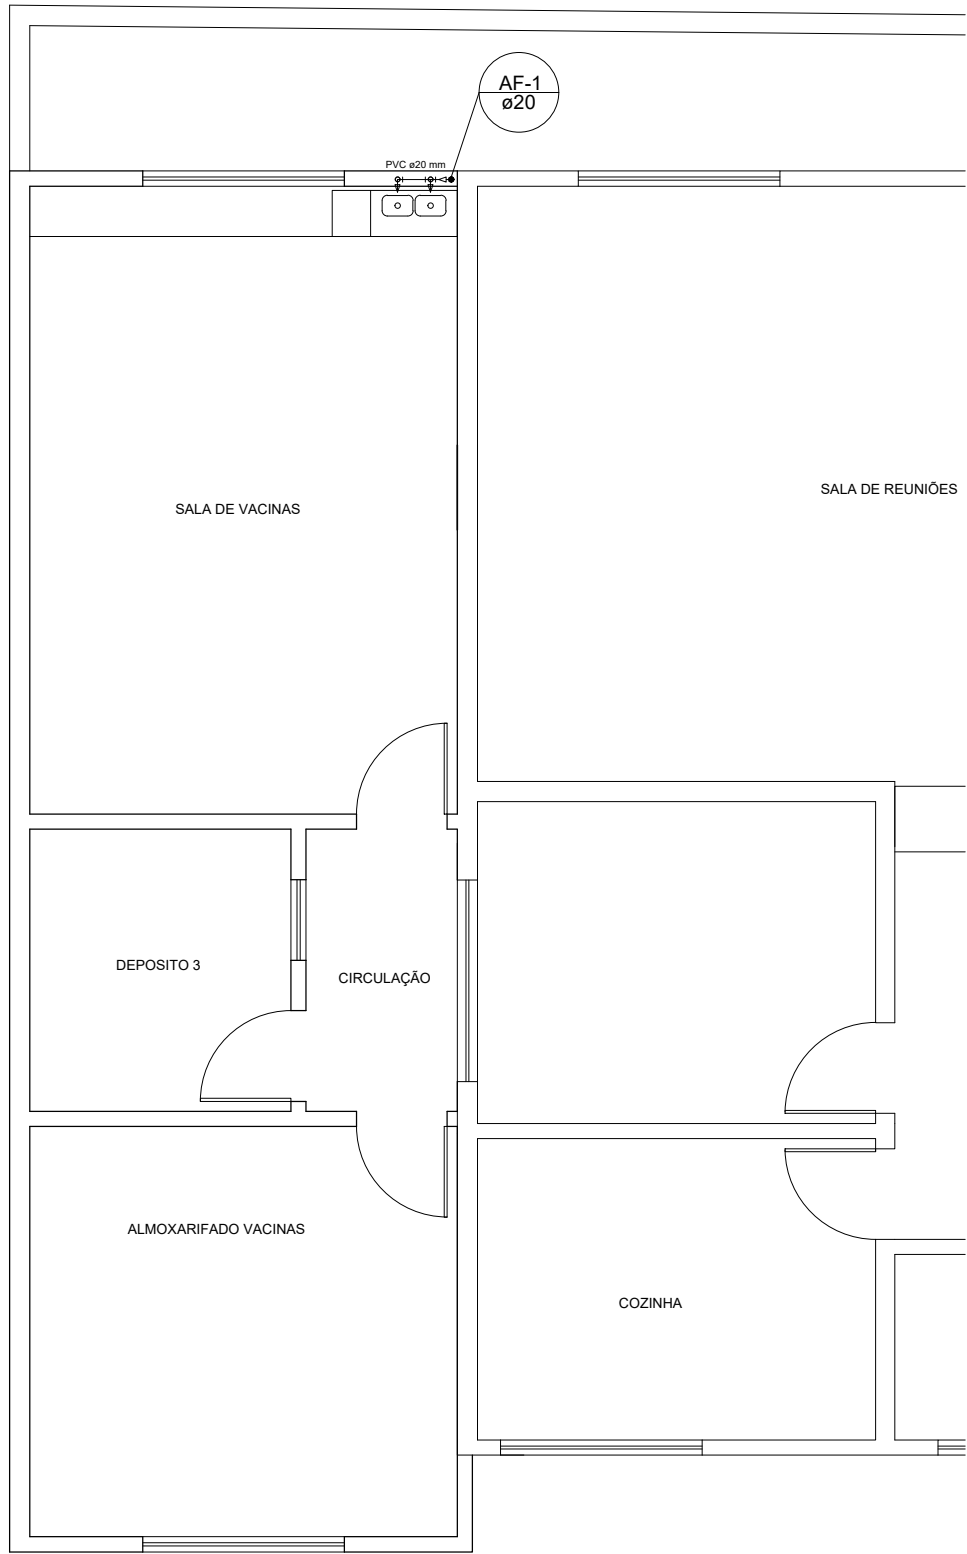 AF-1
ø20
PVC ø20 mm
SALA DE REUNIÕES
SALA DE VACINAS
DEPOSITO 3
CIRCULAÇÃO
ALMOXARIFADO VACINAS
COZINHA